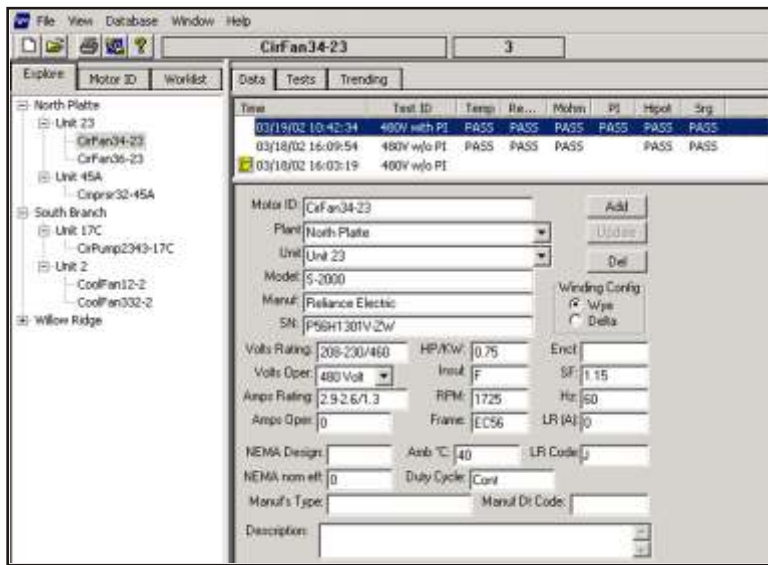 File View Database Window Help
CirFan34-23 3
Explore Motor ID Worklist
North Platte
Unit 23
CirFan34-23
CirFan36-23
Unit 45A
Cmprsr32-45A
South Branch
Unit 17C
CirPump2343-17C
Unit 2
CoolFan12-2
CoolFan332-2
Willow Ridge
Data Tests Trending
Time Test ID Temp Re... Mohm PI Hipot Srg
03/19/02 10:42:34 480V with PI PASS PASS PASS PASS PASS PASS
03/18/02 16:09:54 480V w/o PI PASS PASS PASS PASS PASS
03/18/02 16:03:19 480V w/o PI
Motor ID: CirFan34-23 Add
Plant: North Platte Update
Unit: Unit 23 Del
Model: S-2000
Manuf: Reliance Electric
SN: P56H1301V-ZW
Winding Config
Wye
Delta
Volts Rating: 208-230/460 HP/KW: 0.75 Encl:
Volts Oper: 480 Volt Insul: F SF: 1.15
Amps Rating: 2.9-2.6/1.3 RPM: 1725 Hz: 60
Amps Oper: 0 Frame: EC56 LR (A): 0
NEMA Design: Amb °C: 40 LR Code: J
NEMA nom eff: 0 Duty Cycle: Cont
Manuf's Type: Manuf Dt Code:
Description: